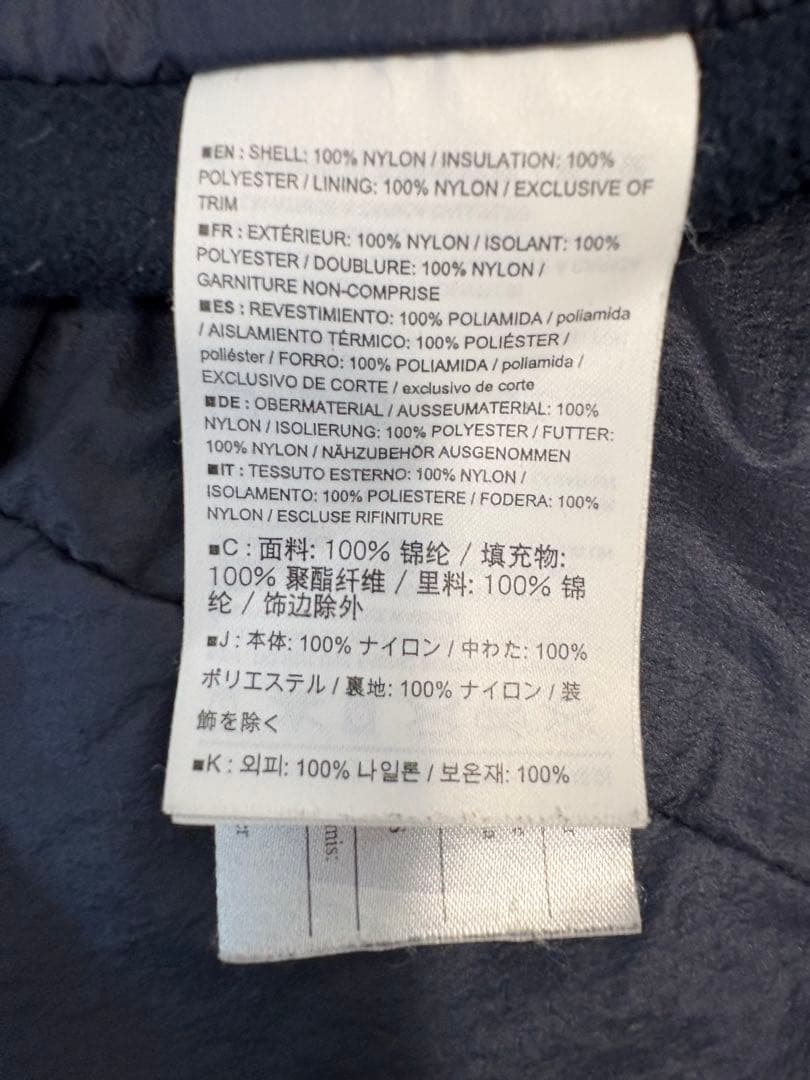 ■EN : SHELL: 100% NYLON / INSULATION: 100%
POLYESTER / LINING: 100% NYLON / EXCLUSIVE OF
TRIM
■FR : EXTÉRIEUR: 100% NYLON / ISOLANT: 100%
POLYESTER / DOUBLURE: 100% NYLON /
GARNITURE NON-COMPRISE
■ES : REVESTIMIENTO: 100% POLIAMIDA / poliamida
/ AISLAMIENTO TÉRMICO: 100% POLIÉSTER /
poliéster / FORRO: 100% POLIAMIDA / poliamida /
EXCLUSIVO DE CORTE / exclusivo de corte
■DE : OBERMATERIAL / AUSSEUMATERIAL: 100%
NYLON / ISOLIERUNG: 100% POLYESTER / FUTTER:
100% NYLON / NÄHZUBEHÖR AUSGENOMMEN
■IT : TESSUTO ESTERNO: 100% NYLON /
ISOLAMENTO: 100% POLIESTERE / FODERA: 100%
NYLON / ESCLUSE RIFINITURE
■C : 面料: 100% 锦纶 / 填充物:
100% 聚酯纤维 / 里料: 100% 锦
纶 / 饰边除外
■J : 本体: 100% ナイロン / 中わた: 100%
ポリエステル / 裏地: 100% ナイロン / 装
飾を除く
■K : 외피: 100% 나일론 / 보온재: 100%
mis: